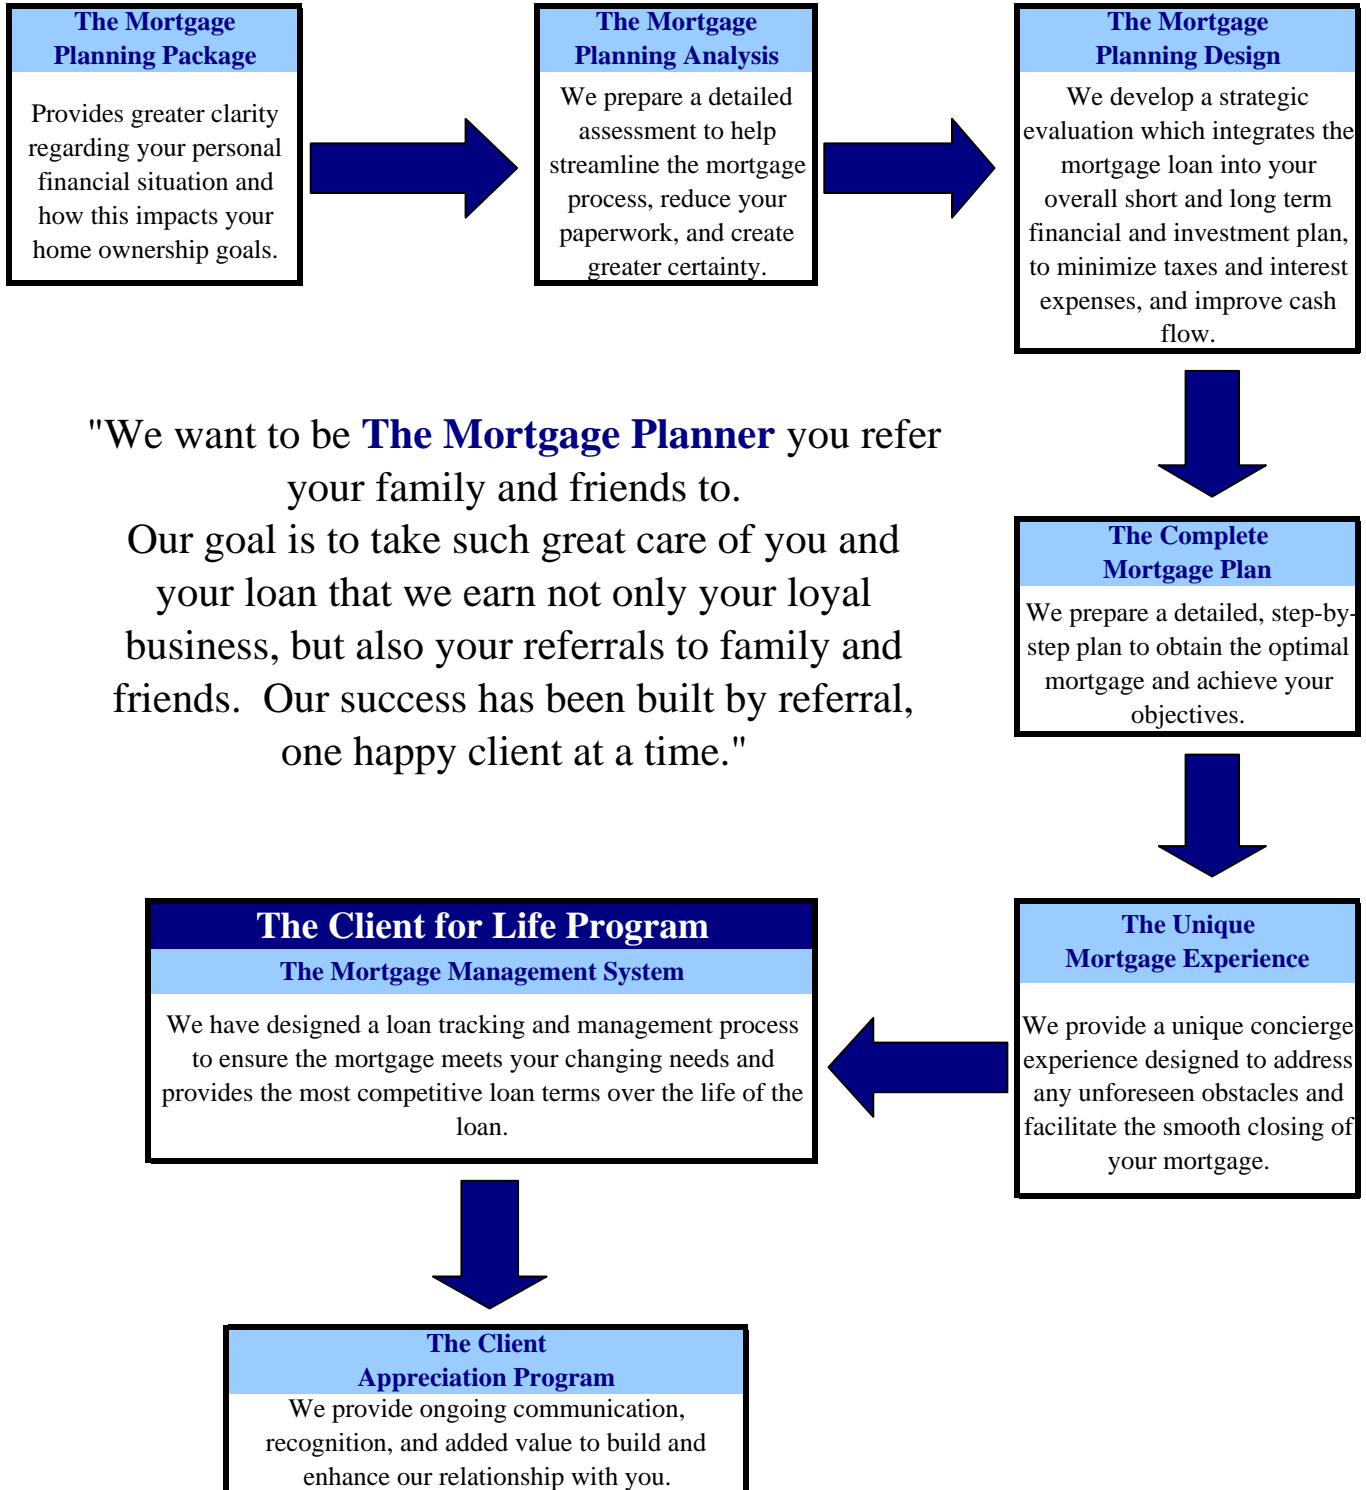 The Mortgage
Planning Package
Provides greater clarity
regarding your personal
financial situation and
how this impacts your
home ownership goals.
The Mortgage
Planning Analysis
We prepare a detailed
assessment to help
streamline the mortgage
process, reduce your
paperwork, and create
greater certainty.
The Mortgage
Planning Design
We develop a strategic
evaluation which integrates the
mortgage loan into your
overall short and long term
financial and investment plan,
to minimize taxes and interest
expenses, and improve cash
flow.
"We want to be The Mortgage Planner you refer
your family and friends to.
Our goal is to take such great care of you and
your loan that we earn not only your loyal
business, but also your referrals to family and
friends.  Our success has been built by referral,
one happy client at a time."
The Complete
Mortgage Plan
We prepare a detailed, step-by-
step plan to obtain the optimal
mortgage and achieve your
objectives.
The Unique
Mortgage Experience
We provide a unique concierge
experience designed to address
any unforeseen obstacles and
facilitate the smooth closing of
your mortgage.
The Client for Life Program
The Mortgage Management System
We have designed a loan tracking and management process
to ensure the mortgage meets your changing needs and
provides the most competitive loan terms over the life of the
loan.
The Client
Appreciation Program
We provide ongoing communication,
recognition, and added value to build and
enhance our relationship with you.